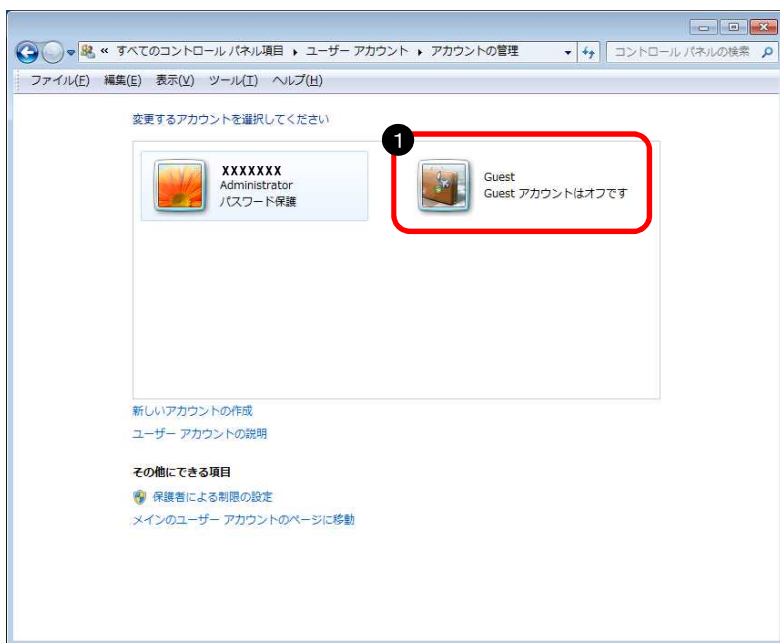 « すべてのコントロール パネル項目 ▸ ユーザー アカウント ▸ アカウントの管理
コントロール パネルの検索
ファイル(F) 編集(E) 表示(V) ツール(T) ヘルプ(H)
変更するアカウントを選択してください
1
XXXXXXX
Administrator
パスワード保護
Guest
Guest アカウントはオフです
新しいアカウントの作成
ユーザー アカウントの説明
その他にできる項目
保護者による制限の設定
メインのユーザー アカウントのページに移動